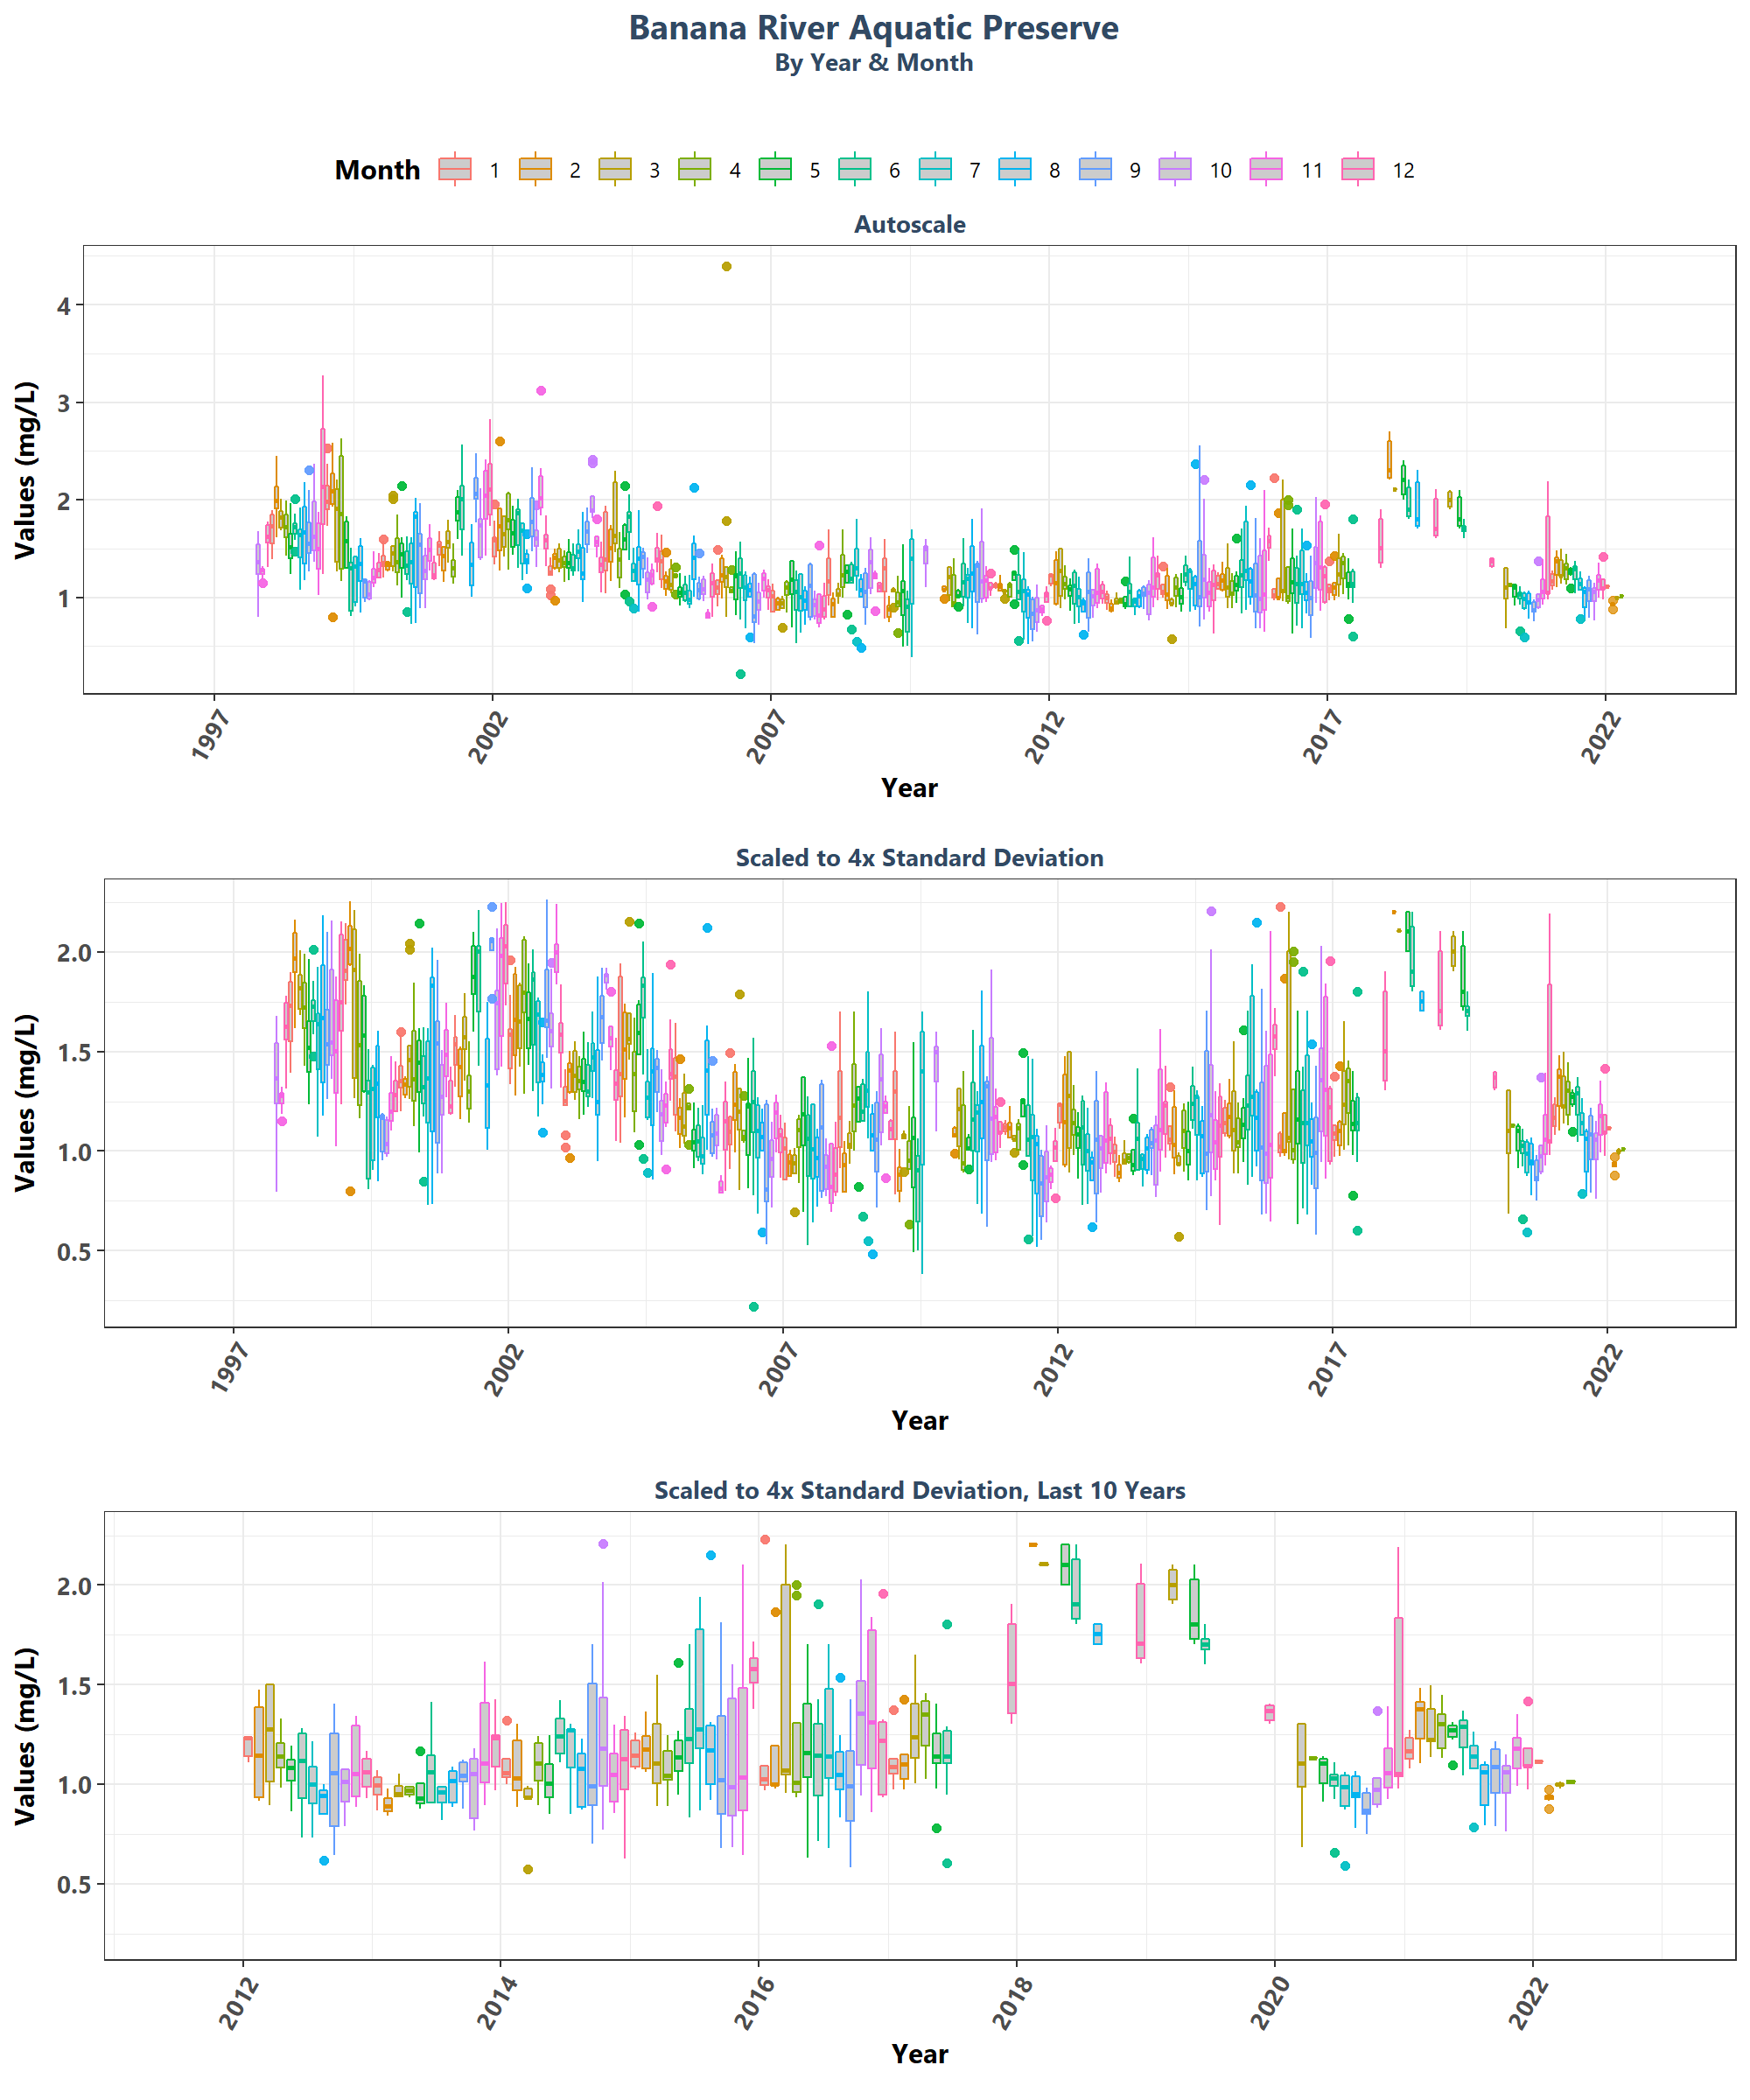 Banana River Aquatic Preserve
By Year & Month
Month 1 2 3 4 5 6 7 8 9 10 11 12
Autoscale
Values (mg/L)
4
3
2
1
1997 2002 2007 2012 2017 2022
Year
Scaled to 4x Standard Deviation
Values (mg/L)
2.0
1.5
1.0
0.5
1997 2002 2007 2012 2017 2022
Year
Scaled to 4x Standard Deviation, Last 10 Years
Values (mg/L)
2.0
1.5
1.0
0.5
2012 2014 2016 2018 2020 2022
Year